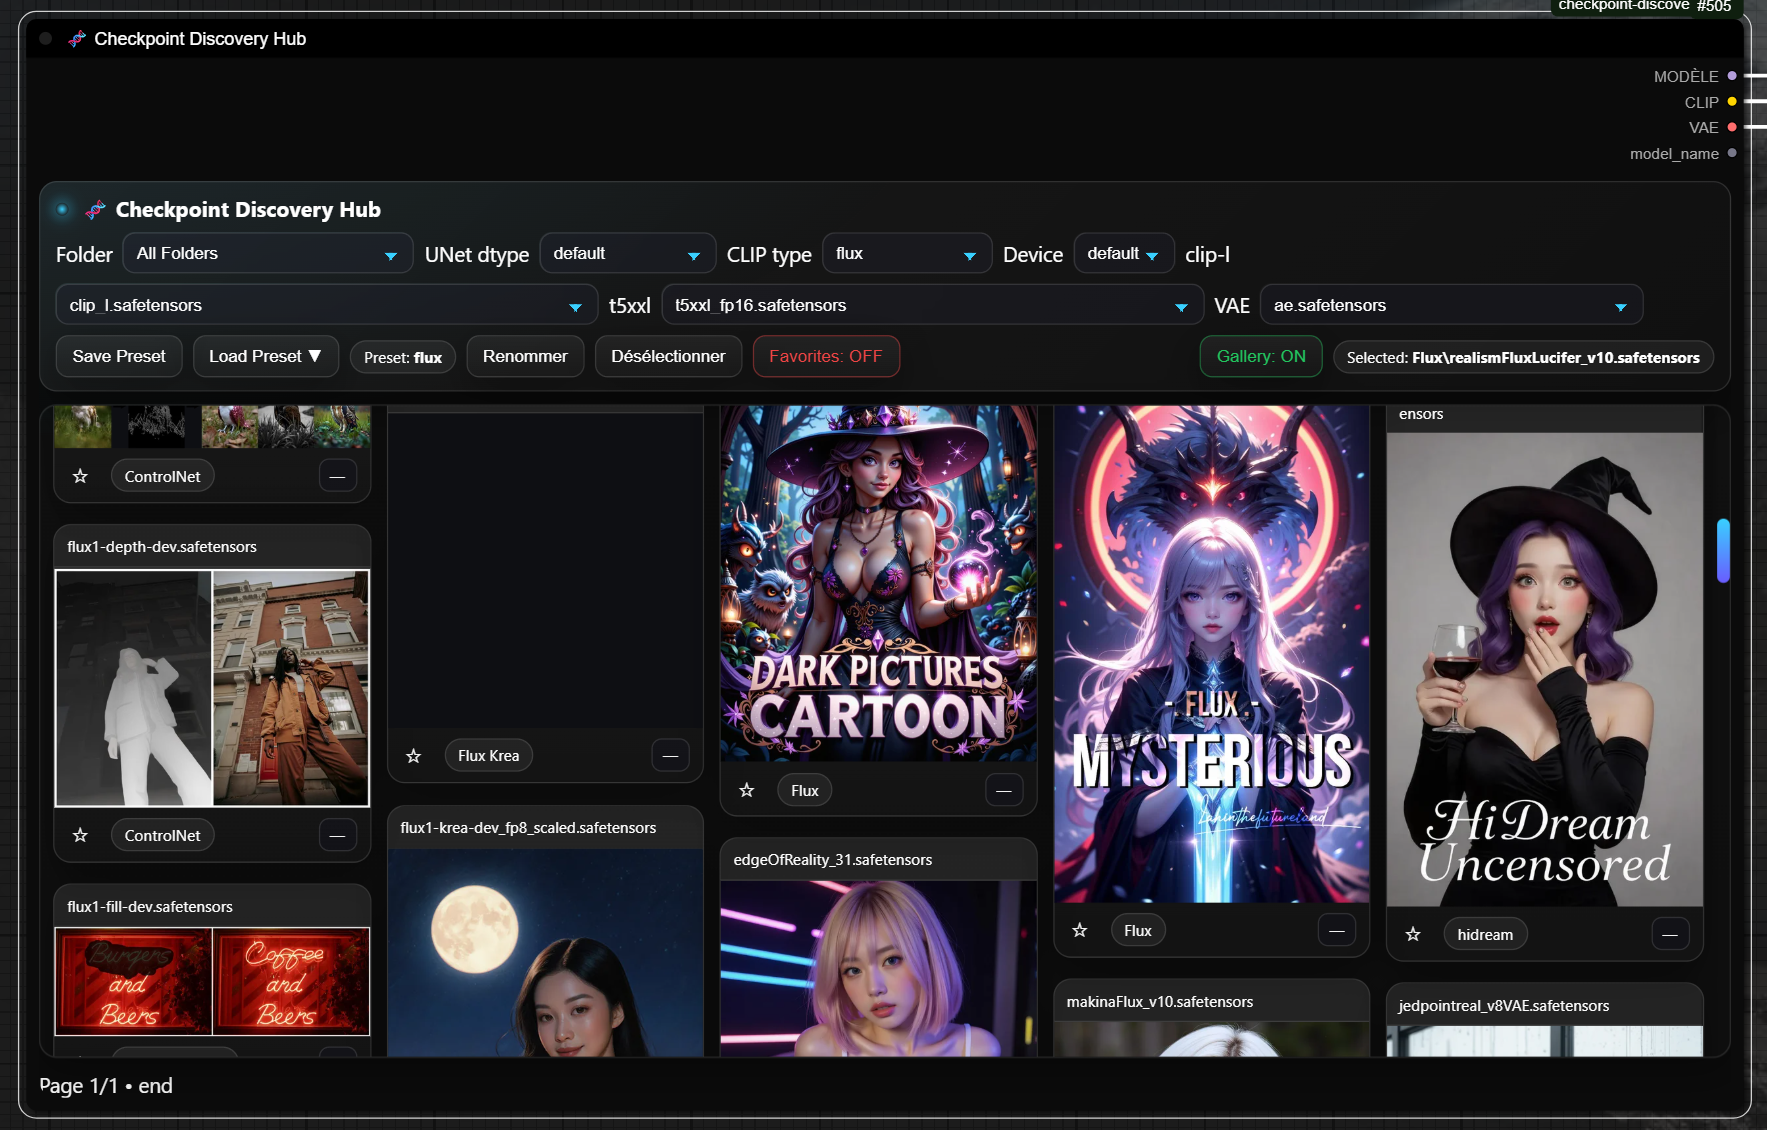 checkpoint-discove #505
Checkpoint Discovery Hub
MODÈLE
CLIP
VAE
model_name
Checkpoint Discovery Hub
Folder All Folders UNet dtype default CLIP type flux Device default clip-l
clip_l.safetensors t5xxl t5xxl_fp16.safetensors VAE ae.safetensors
Save Preset Load Preset ▼ Preset: flux Renommer Désélectionner Favorites: OFF Gallery: ON Selected: Flux\realismFluxLucifer_v10.safetensors
ControlNet
flux1-depth-dev.safetensors
ControlNet
flux1-fill-dev.safetensors
Burgers
and
Beers
Coffee
and
Beers
Flux Krea
flux1-krea-dev_fp8_scaled.safetensors
DARK PICTURES
CARTOON
Flux
edgeOfReality_31.safetensors
-. FLUX .-
MYSTERIOUS
Flux
makinaFlux_v10.safetensors
ensors
HiDream
Uncensored
hidream
jedpointreal_v8VAE.safetensors
Page 1/1 • end